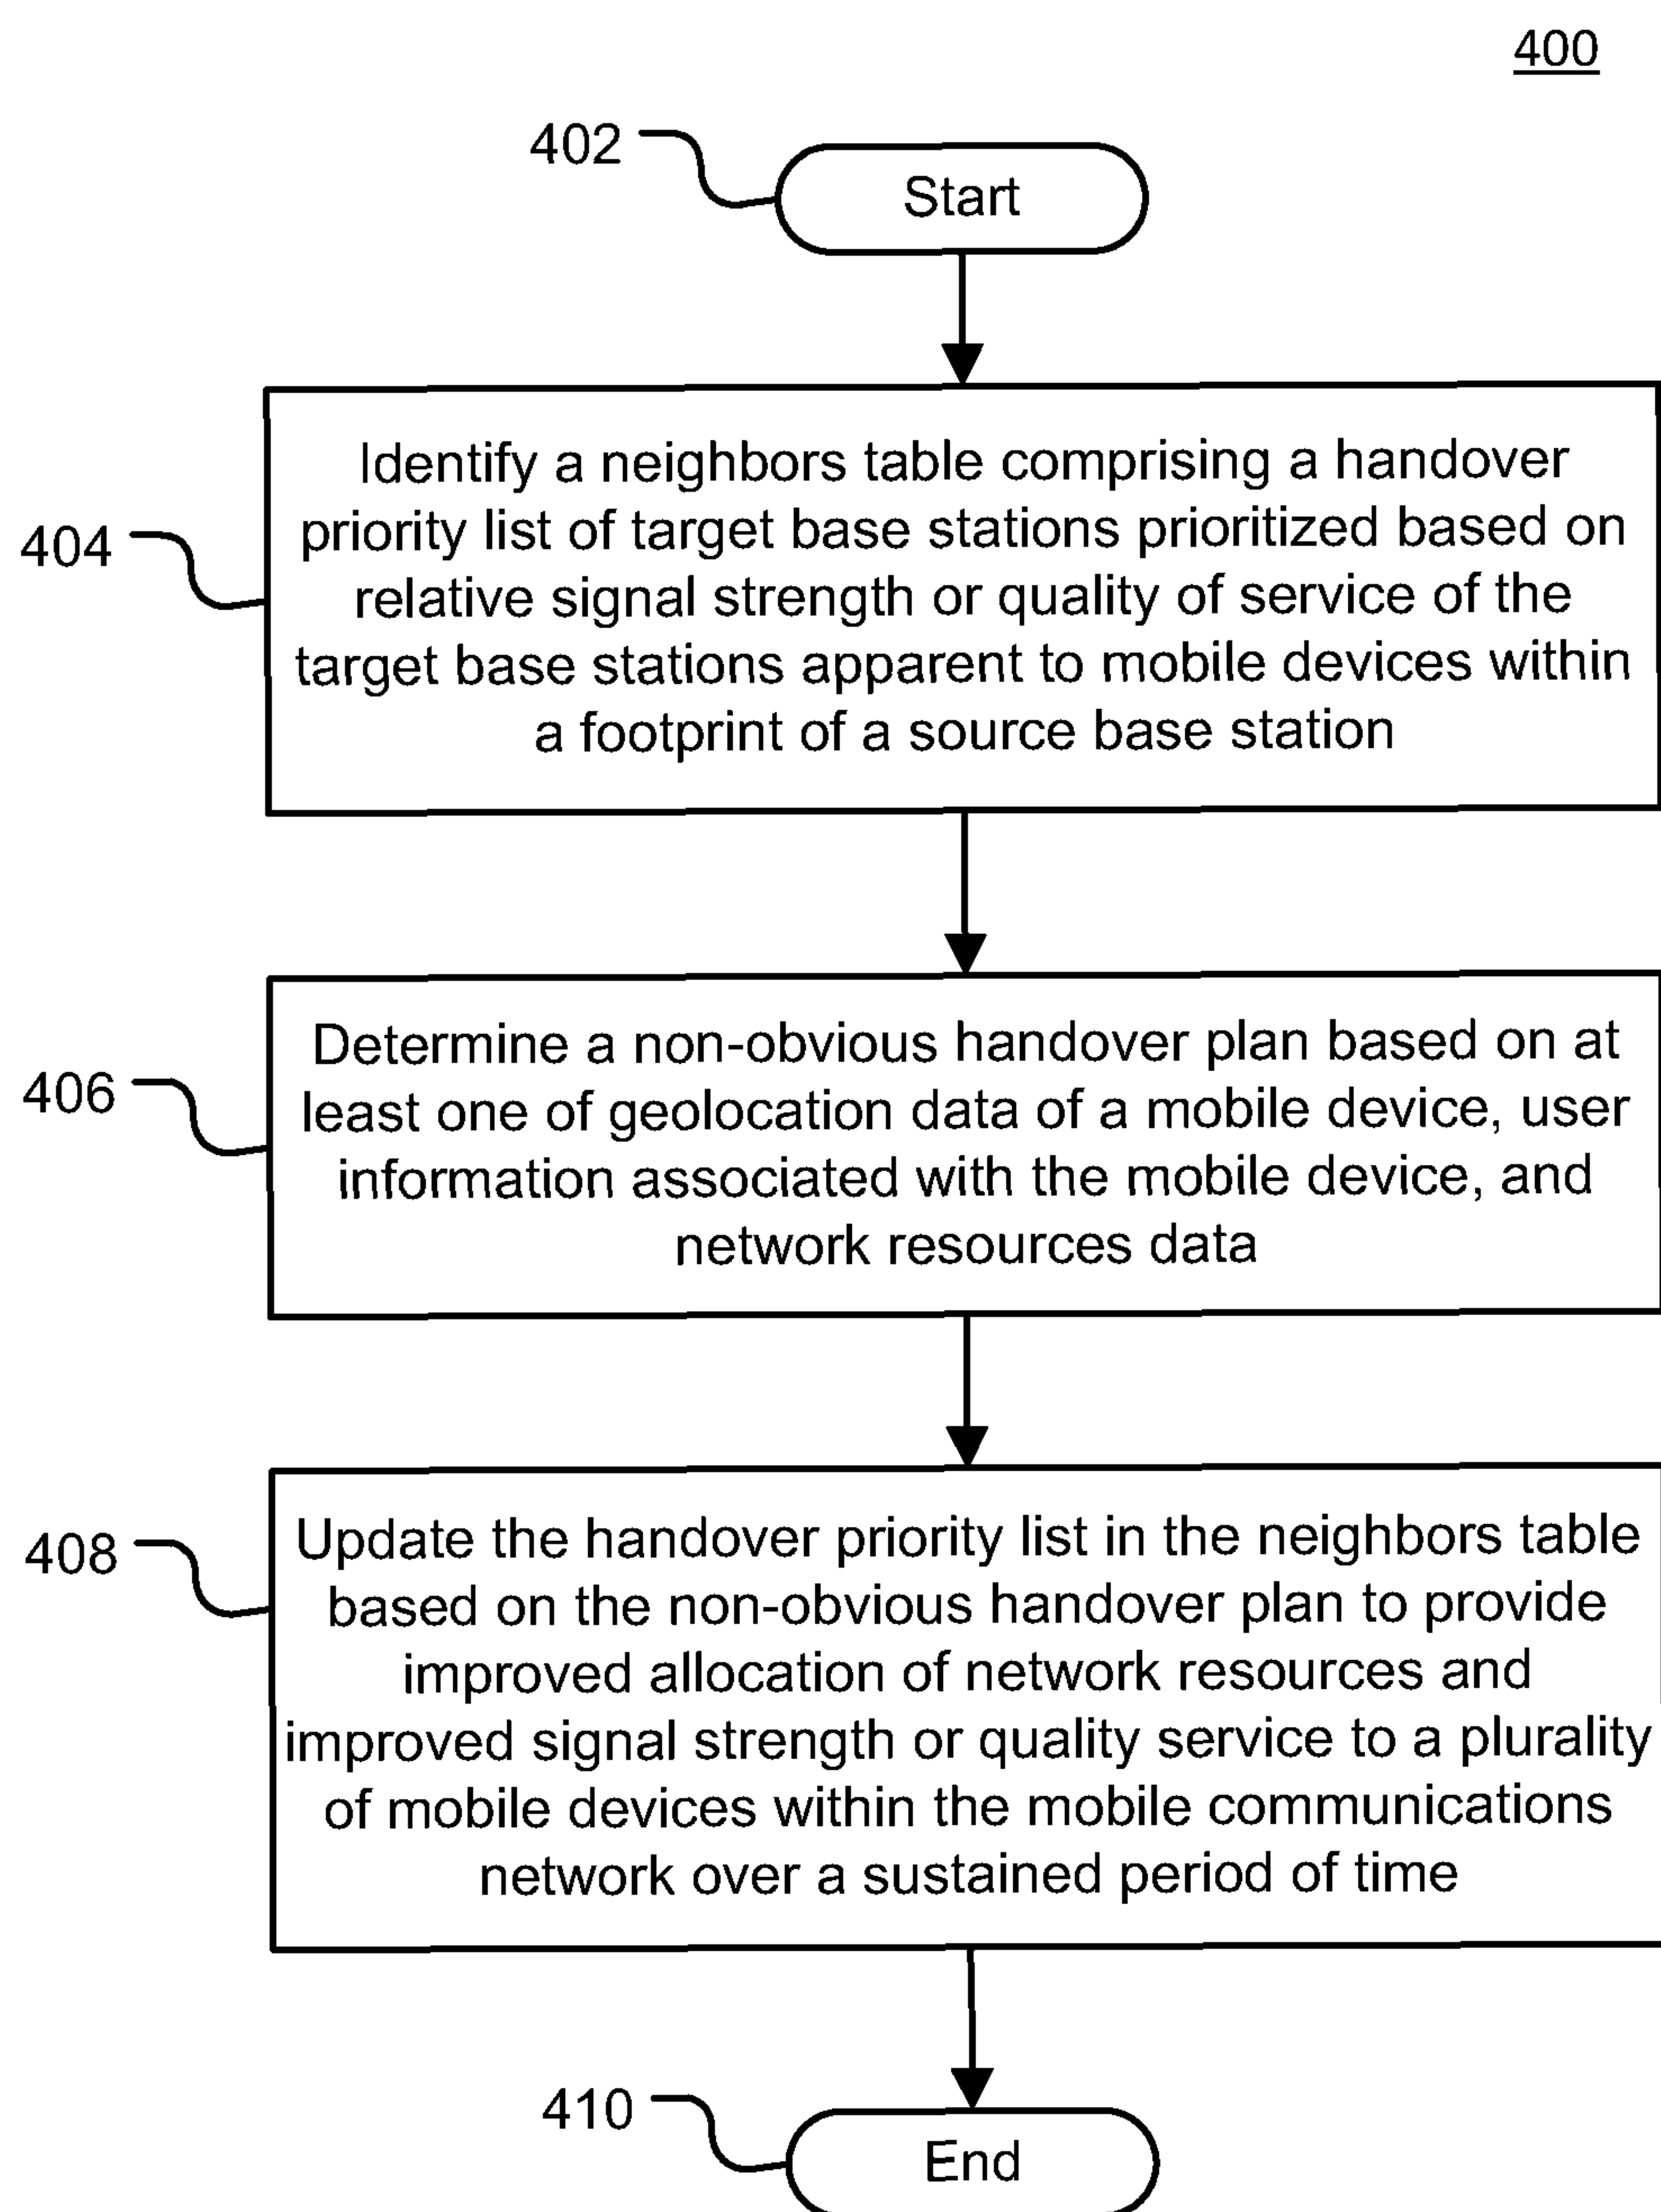 400
402
Start
404
Identify a neighbors table comprising a handover
priority list of target base stations prioritized based on
relative signal strength or quality of service of the
target base stations apparent to mobile devices within
a footprint of a source base station
406
Determine a non-obvious handover plan based on at
least one of geolocation data of a mobile device, user
information associated with the mobile device, and
network resources data
408
Update the handover priority list in the neighbors table
based on the non-obvious handover plan to provide
improved allocation of network resources and
improved signal strength or quality service to a plurality
of mobile devices within the mobile communications
network over a sustained period of time
410
End